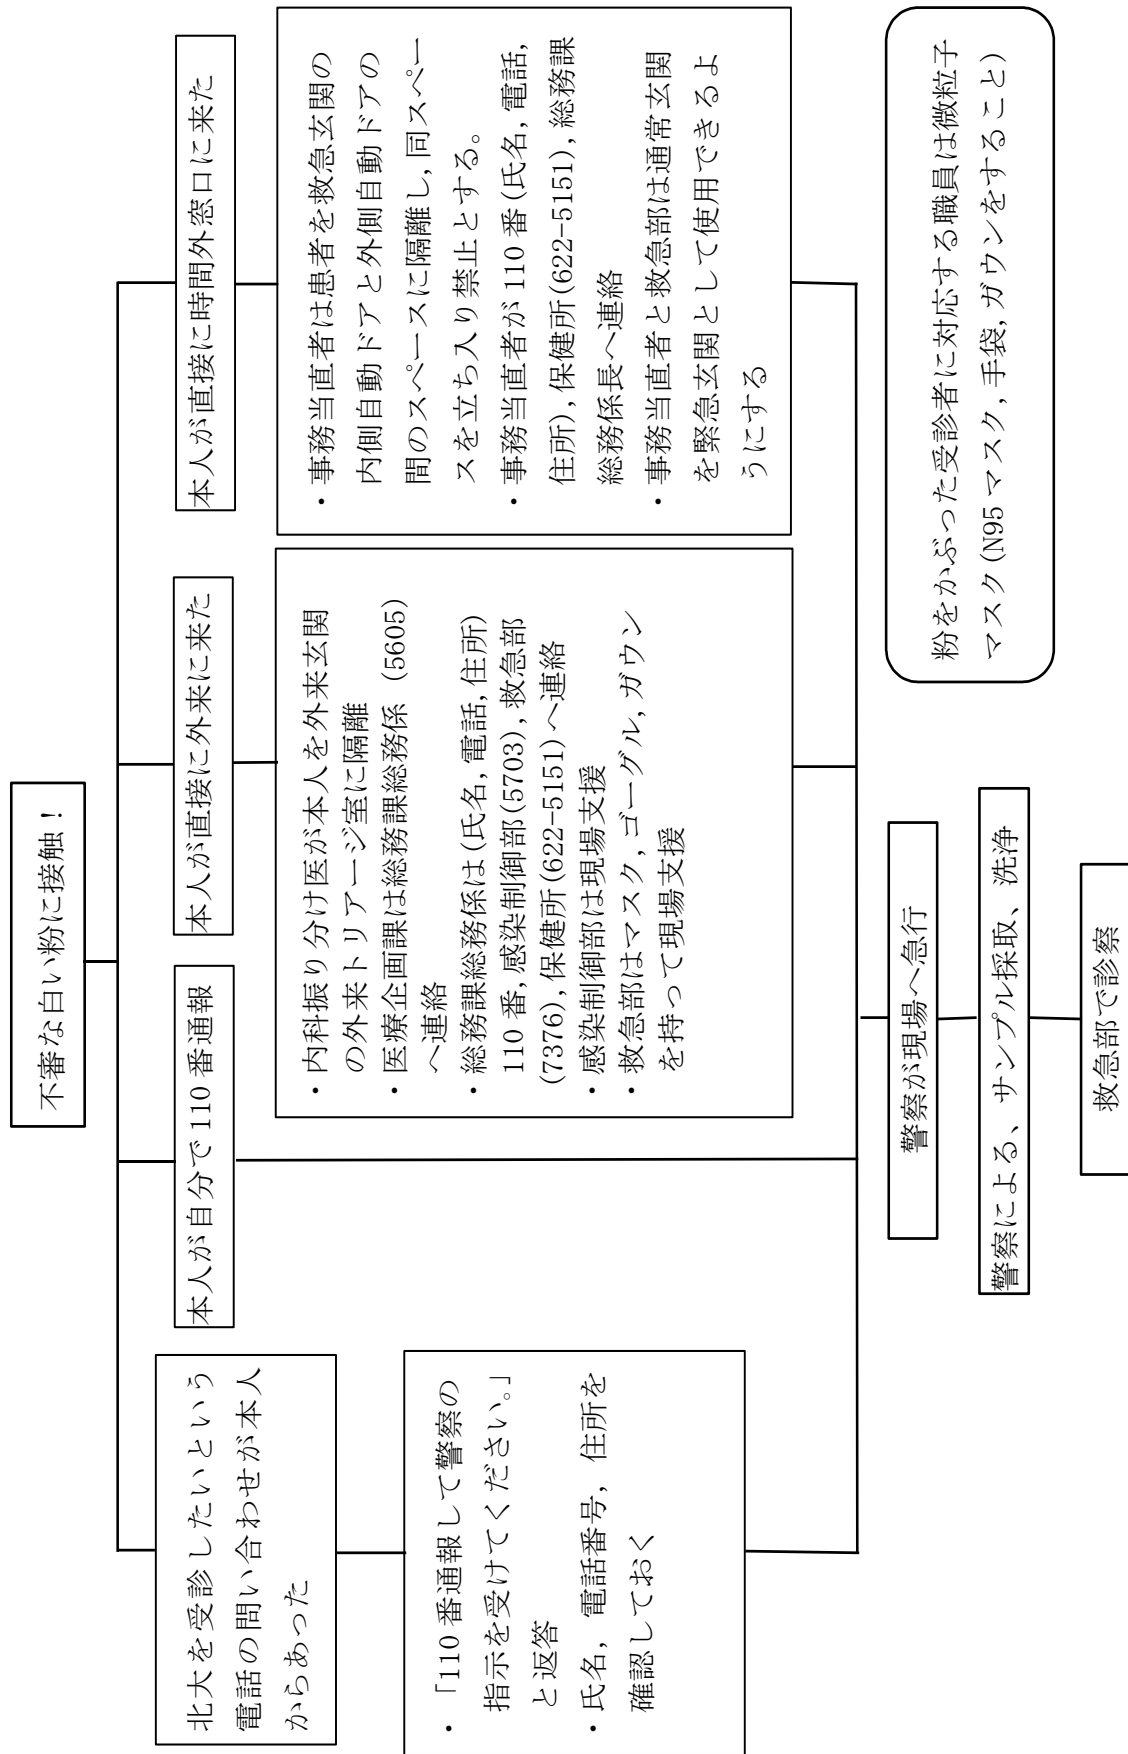 不審な白い粉に接触！
北大を受診したいという
電話の問い合わせが本人
からあった
・「110 番通報して警察の
指示を受けてください。」
と返答
・氏名， 電話番号， 住所を
確認しておく
本人が自分で 110 番通報
本人が直接に外来に来た
・内科振り分け医が本人を外来玄関
の外来トリアージ室に隔離
・医療企画課は総務課総務係 (5605)
へ連絡
・総務課総務係は(氏名, 電話, 住所)
110 番, 感染制御部(5703), 救急部
(7376), 保健所(622-5151)へ連絡
・感染制御部は現場支援
・救急部はマスク, ゴーグル, ガウン
を持って現場支援
本人が直接に時間外窓口に来た
・事務当直者は患者を救急玄関の
内側自動ドアと外側自動ドアの
間のスペースに隔離し, 同スペー
スを立ち入り禁止とする。
・事務当直者が 110 番(氏名, 電話,
住所), 保健所(622-5151), 総務課
総務係長へ連絡
・事務当直者と救急部は通常玄関
を緊急玄関として使用できるよ
うにする
警察が現場へ急行
警察による、サンプル採取、洗浄
救急部で診察
粉をかぶった受診者に対応する職員は微粒子
マスク(N95 マスク, 手袋, ガウンをすること)